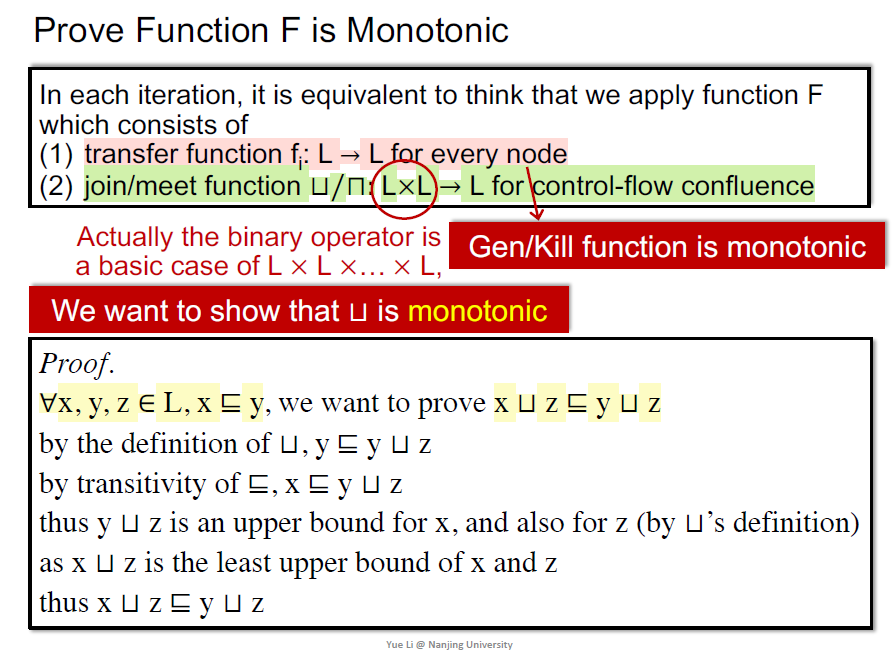 Prove Function F is Monotonic
In each iteration, it is equivalent to think that we apply function F
which consists of
(1) transfer function fᵢ: L → L for every node
(2) join/meet function ⊔/⊓: L×L → L for control-flow confluence
Actually the binary operator is
a basic case of L × L ×… × L,
Gen/Kill function is monotonic
We want to show that ⊔ is monotonic
Proof.
∀x, y, z ∈ L, x ⊑ y, we want to prove x ⊔ z ⊑ y ⊔ z
by the definition of ⊔, y ⊑ y ⊔ z
by transitivity of ⊑, x ⊑ y ⊔ z
thus y ⊔ z is an upper bound for x, and also for z (by ⊔’s definition)
as x ⊔ z is the least upper bound of x and z
thus x ⊔ z ⊑ y ⊔ z
Yue Li @ Nanjing University